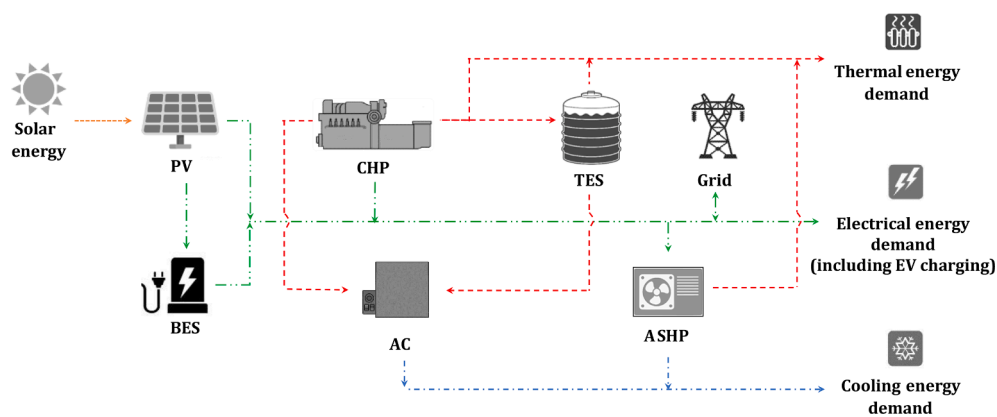 Solar
energy
PV
CHP
TES
Grid
Thermal energy
demand
Electrical energy
demand
(including EV charging)
BES
AC
ASHP
Cooling energy
demand